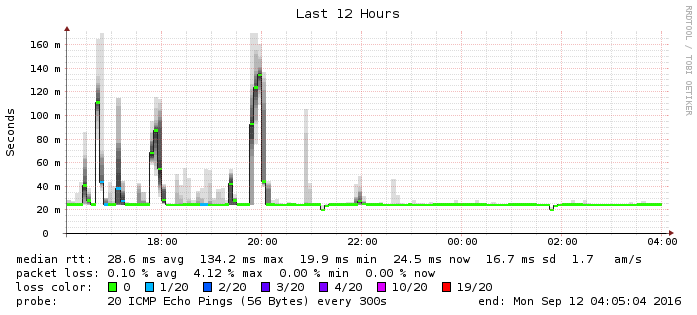 Last 12 Hours
RRDTOOL / TOBI OETIKER
Seconds
160 m
140 m
120 m
100 m
80 m
60 m
40 m
20 m
0
18:00 20:00 22:00 00:00 02:00 04:00
median rtt: 28.6 ms avg 134.2 ms max 19.9 ms min 24.5 ms now 16.7 ms sd 1.7 am/s
packet loss: 0.10 % avg 4.12 % max 0.00 % min 0.00 % now
loss color: 0 1/20 2/20 3/20 4/20 10/20 19/20
probe: 20 ICMP Echo Pings (56 Bytes) every 300s end: Mon Sep 12 04:05:04 2016